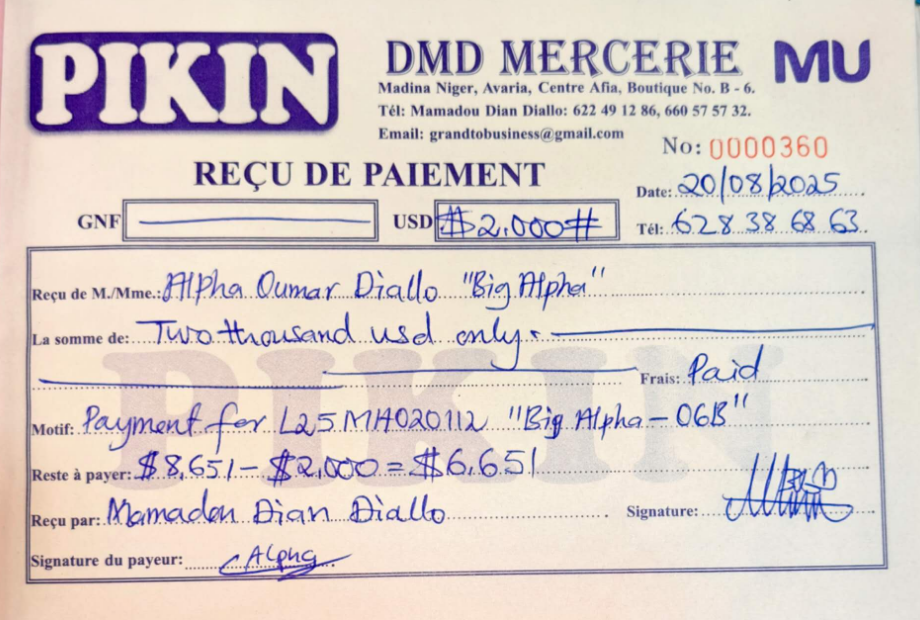 PIKIN
DMD MERCERIE
MU
Madina Niger, Avaria, Centre Afia, Boutique No. B - 6.
Tél: Mamadou Dian Diallo: 622 49 12 86, 660 57 57 32.
Email: grandtobusiness@gmail.com
No: 0000360
REÇU DE PAIEMENT
Date: 20/08/2025
GNF
USD #$2.000#
Tél: 628 38 68 63
Reçu de M./Mme.: Alpha Oumar Diallo "Big Alpha"
La somme de: Two thousand usd only.
Frais: Paid
Motif: Payment for L25MHO20112 "Big Alpha - 06B"
Reste à payer: $8,651 - $2,000 = $6.651
Reçu par: Mamadou Dian Diallo
Signature:
Signature du payeur: Alpha
PIKIN